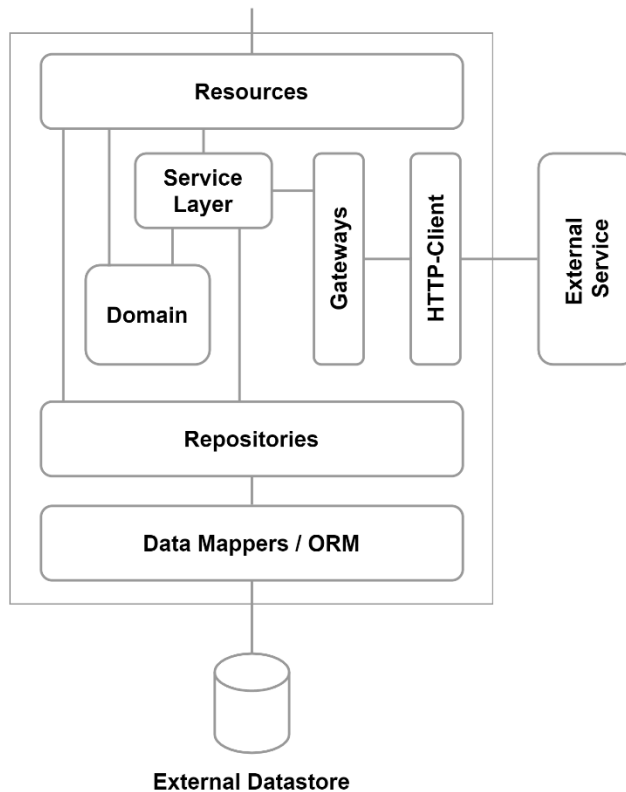 Resources
Service
Layer
Gateways
HTTP-Client
External
Service
Domain
Repositories
Data Mappers / ORM
External Datastore